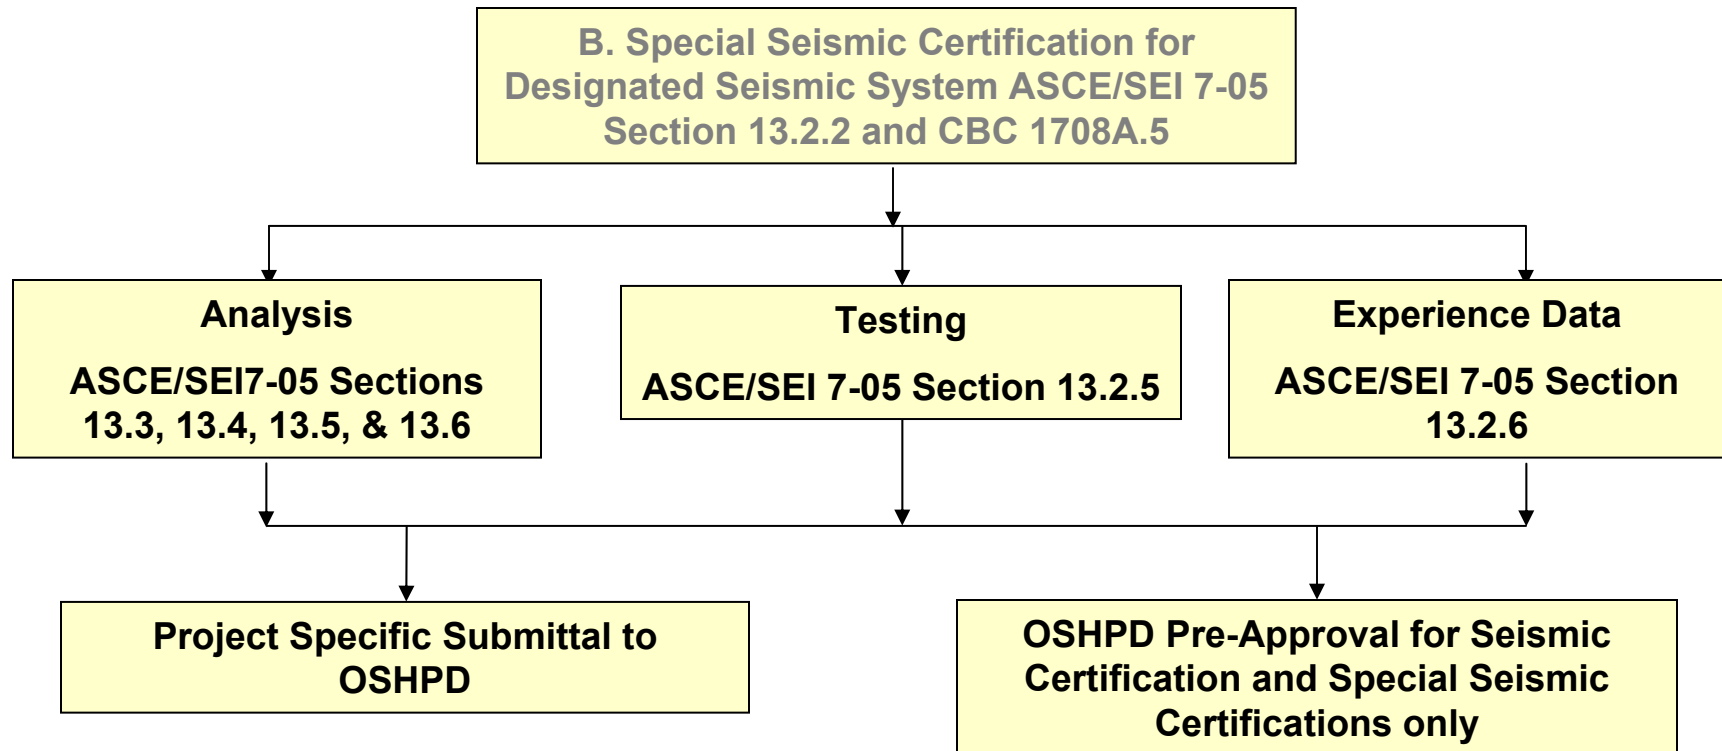 B. Special Seismic Certification for
Designated Seismic System ASCE/SEI 7-05
Section 13.2.2 and CBC 1708A.5
Analysis
ASCE/SEI7-05 Sections
13.3, 13.4, 13.5, & 13.6
Testing
ASCE/SEI 7-05 Section 13.2.5
Experience Data
ASCE/SEI 7-05 Section
13.2.6
Project Specific Submittal to
OSHPD
OSHPD Pre-Approval for Seismic
Certification and Special Seismic
Certifications only